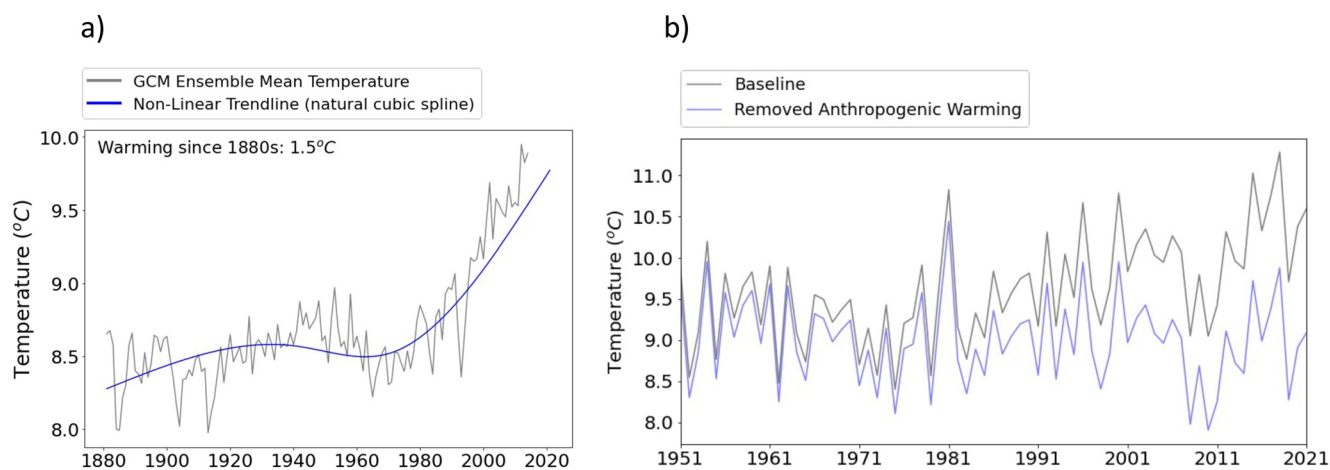 a)
GCM Ensemble Mean Temperature
Non-Linear Trendline (natural cubic spline)
Warming since 1880s: 1.5°C
Temperature (°C)
10.0
9.5
9.0
8.5
8.0
1880 1900 1920 1940 1960 1980 2000 2020
b)
Baseline
Removed Anthropogenic Warming
Temperature (°C)
11.0
10.5
10.0
9.5
9.0
8.5
8.0
1951 1961 1971 1981 1991 2001 2011 2021